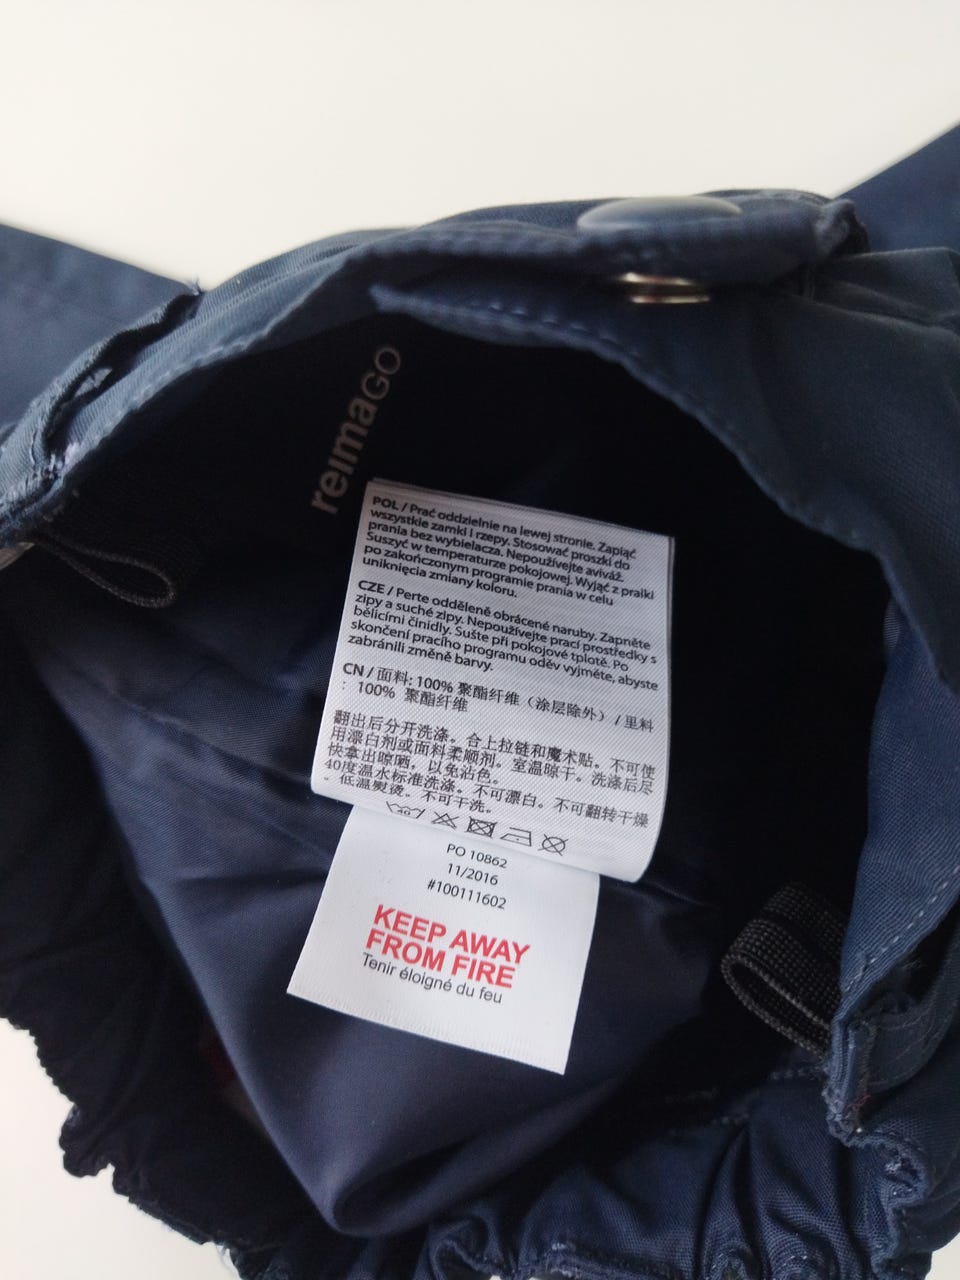 reimaGO
POL / Prać oddzielnie na lewej stronie. Zapiąć
wszystkie zamki i rzepy. Stosować proszki do
prania bez wybielacza. Nepoużívejte aviváž.
Suszyć w temperaturze pokojowej. Wyjąć z pralki
po zakończonym programie prania w celu
uniknięcia zmiany koloru.
CZE / Perte odděleně obrácené naruby. Zapněte
zipy a suché zipy. Nepoužívejte prací prostředky s
bělicími činidly. Sušte při pokojové tplotě. Po
skončení pracího programu oděv vyjměte, abyste
zabránili změně barvy.
CN / 面料: 100% 聚酯纤维（涂层除外）/ 里料
: 100% 聚酯纤维
翻出后分开洗涤。合上拉链和魔术贴。不可使
用漂白剂或面料柔顺剂。室温晾干。洗涤后尽
快拿出晾晒，以免沾色。
40度温水标准洗涤。不可漂白。不可翻转干燥
。低温熨烫。不可干洗。
40
PO 10862
11/2016
#100111602
KEEP AWAY
FROM FIRE
Tenir éloigné du feu